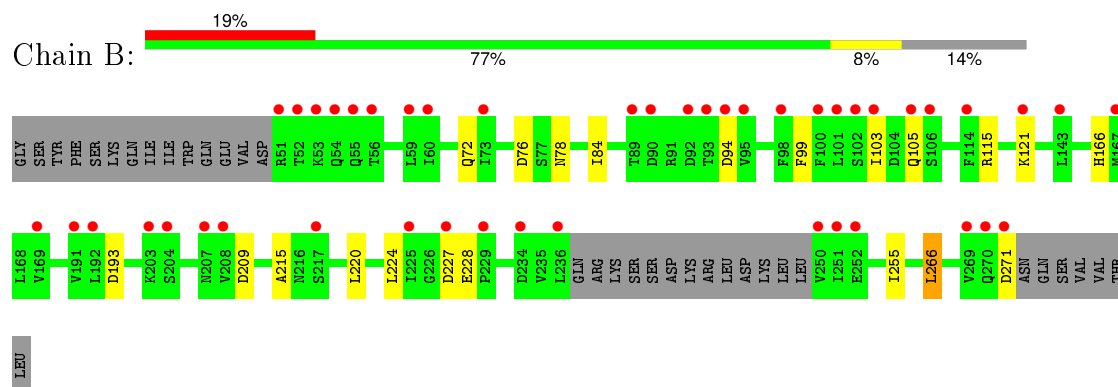 19%
Chain B:
77% 8% 14%
GLY SER TYR PHE SER LYS GLN ILE ILE TRP GLN GLU VAL ASP R51 T52 K53 Q54 Q55 T56 L59 I60 Q72 I73 D76 S77 N78 I84 T89 D90 R91 D92 T93 D94 V95 F98 F99 F100 L101 S102 I103 D104 Q105 S106 F114 R115 K121 L143 H166 M167
L168 V169 V191 L192 D193 K203 S204 N207 V208 D209 A215 N216 S217 L220 L224 I225 G226 D227 E228 P229 D234 V235 L236 GLN ARG LYS SER SER ASP LYS ARG LEU ASP LYS LEU LEU V250 I251 E252 I255 L266 V269 Q270 D271 ASN GLN SER VAL VAL THR
LEU